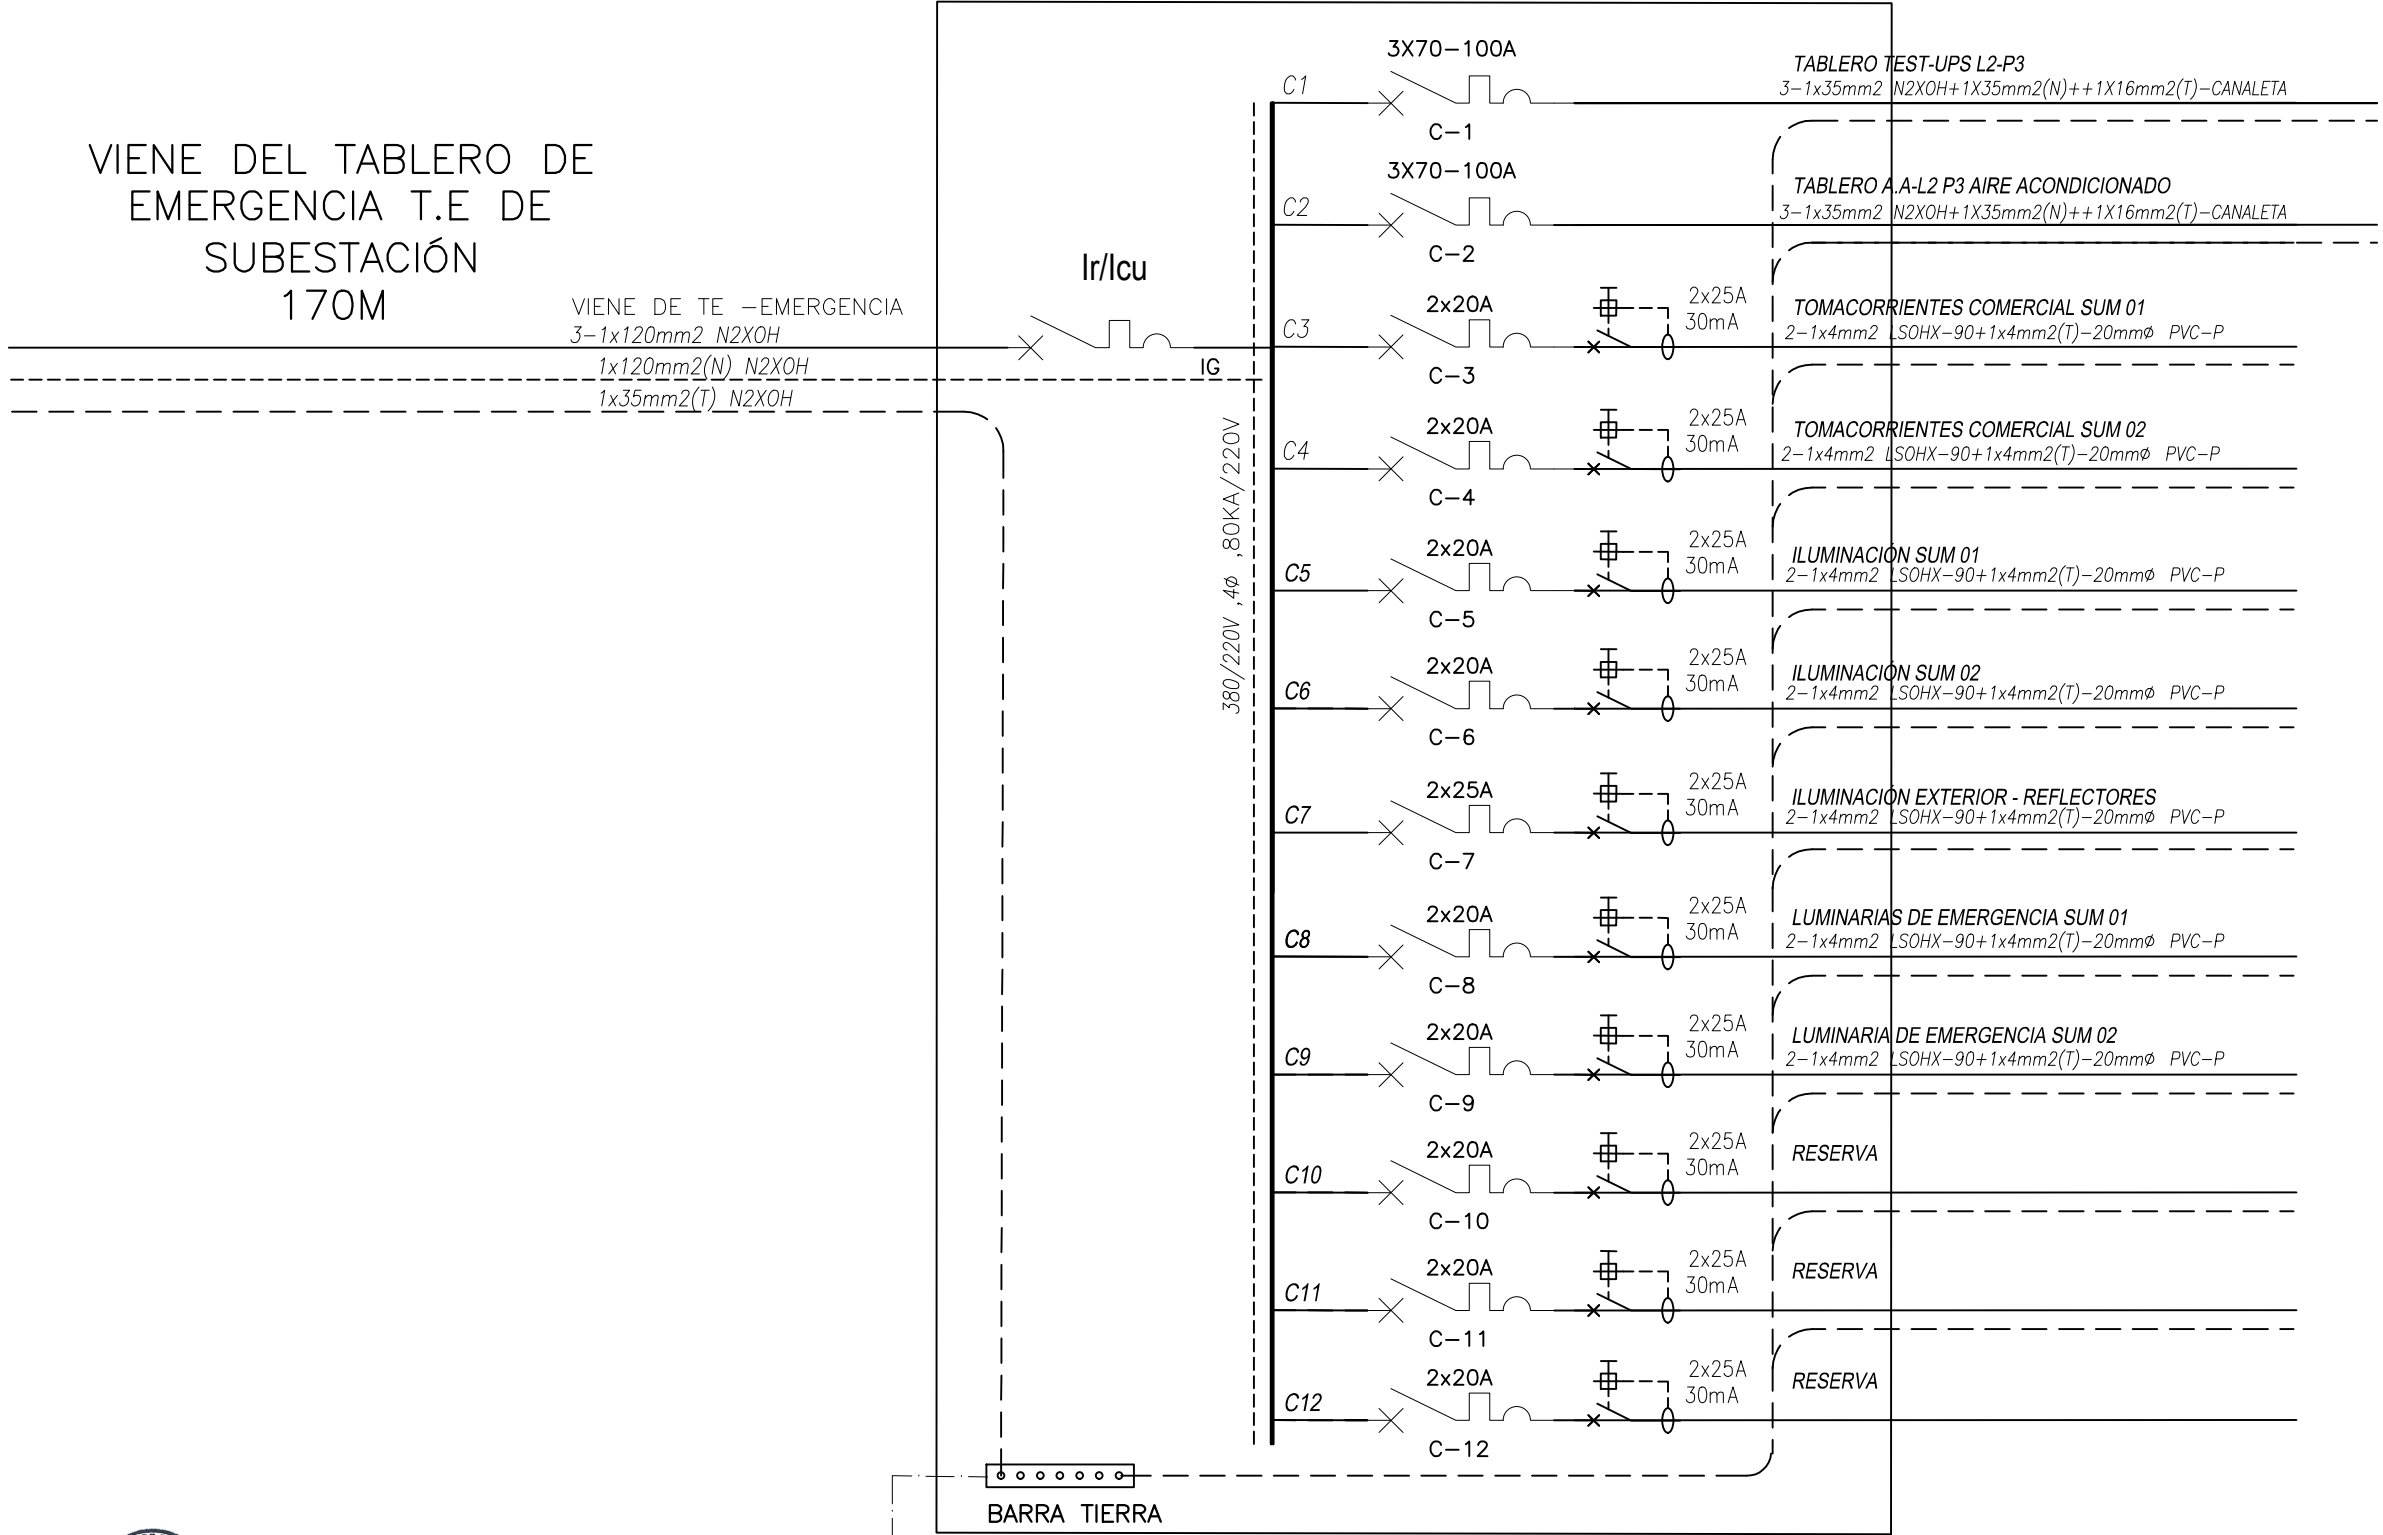 VIENE DEL TABLERO DE
EMERGENCIA T.E DE
SUBESTACIÓN
170M
VIENE DE TE -EMERGENCIA
3-1x120mm2 N2XOH
1x120mm2(N) N2XOH
1x35mm2(T) N2XOH
Ir/Icu
IG
380/220V ,4ø ,80KA/220V
C1
3X70-100A
C-1
TABLERO TEST-UPS L2-P3
3-1x35mm2 N2XOH+1X35mm2(N)++1X16mm2(T)-CANALETA
C2
3X70-100A
C-2
TABLERO A.A-L2 P3 AIRE ACONDICIONADO
3-1x35mm2 N2XOH+1X35mm2(N)++1X16mm2(T)-CANALETA
C3
2x20A
C-3
2x25A
30mA
TOMACORRIENTES COMERCIAL SUM 01
2-1x4mm2 LSOHX-90+1x4mm2(T)-20mmø PVC-P
C4
2x20A
C-4
2x25A
30mA
TOMACORRIENTES COMERCIAL SUM 02
2-1x4mm2 LSOHX-90+1x4mm2(T)-20mmø PVC-P
C5
2x20A
C-5
2x25A
30mA
ILUMINACIÓN SUM 01
2-1x4mm2 LSOHX-90+1x4mm2(T)-20mmø PVC-P
C6
2x20A
C-6
2x25A
30mA
ILUMINACIÓN SUM 02
2-1x4mm2 LSOHX-90+1x4mm2(T)-20mmø PVC-P
C7
2x25A
C-7
2x25A
30mA
ILUMINACIÓN EXTERIOR - REFLECTORES
2-1x4mm2 LSOHX-90+1x4mm2(T)-20mmø PVC-P
C8
2x20A
C-8
2x25A
30mA
LUMINARIAS DE EMERGENCIA SUM 01
2-1x4mm2 LSOHX-90+1x4mm2(T)-20mmø PVC-P
C9
2x20A
C-9
2x25A
30mA
LUMINARIA DE EMERGENCIA SUM 02
2-1x4mm2 LSOHX-90+1x4mm2(T)-20mmø PVC-P
C10
2x20A
C-10
2x25A
30mA
RESERVA
C11
2x20A
C-11
2x25A
30mA
RESERVA
C12
2x20A
C-12
2x25A
30mA
RESERVA
BARRA TIERRA